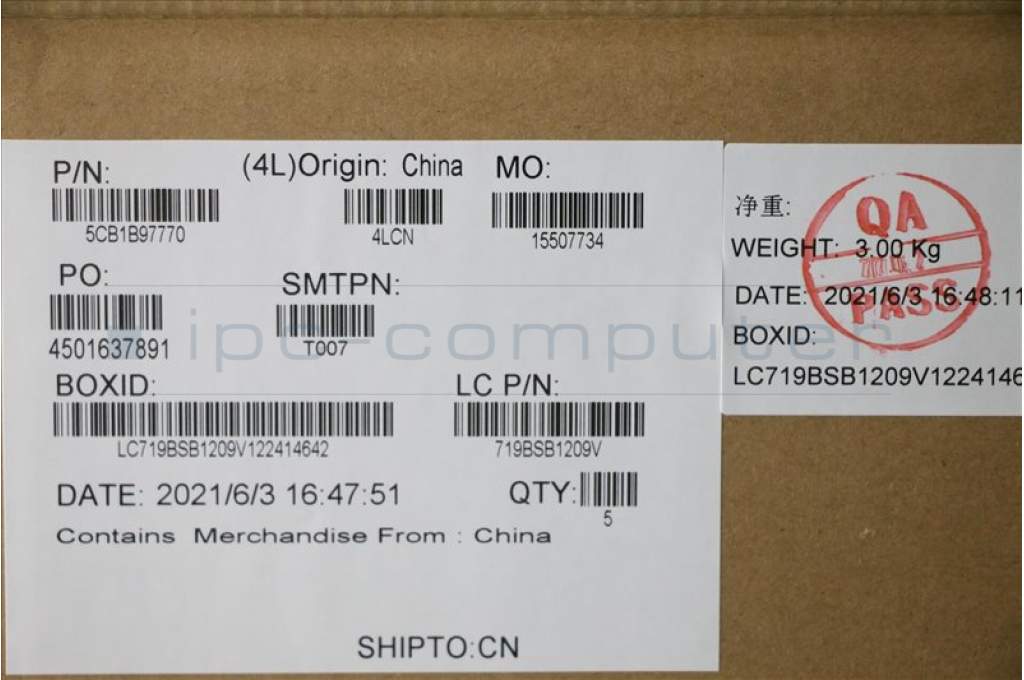 P/N:
5CB1B97770
(4L)Origin: China
4LCN
MO:
15507734
PO:
4501637891
SMTPN:
T007
BOXID:
LC719BSB1209V122414642
LC P/N:
719BSB1209V
DATE: 2021/6/3 16:47:51
QTY:
5
Contains Merchandise From : China
SHIPTO:CN
净重:
WEIGHT: 3.00 Kg
DATE: 2021/6/3 16:48:11
BOXID:
LC719BSB1209V1224146
QA
PASS
ipc-computer